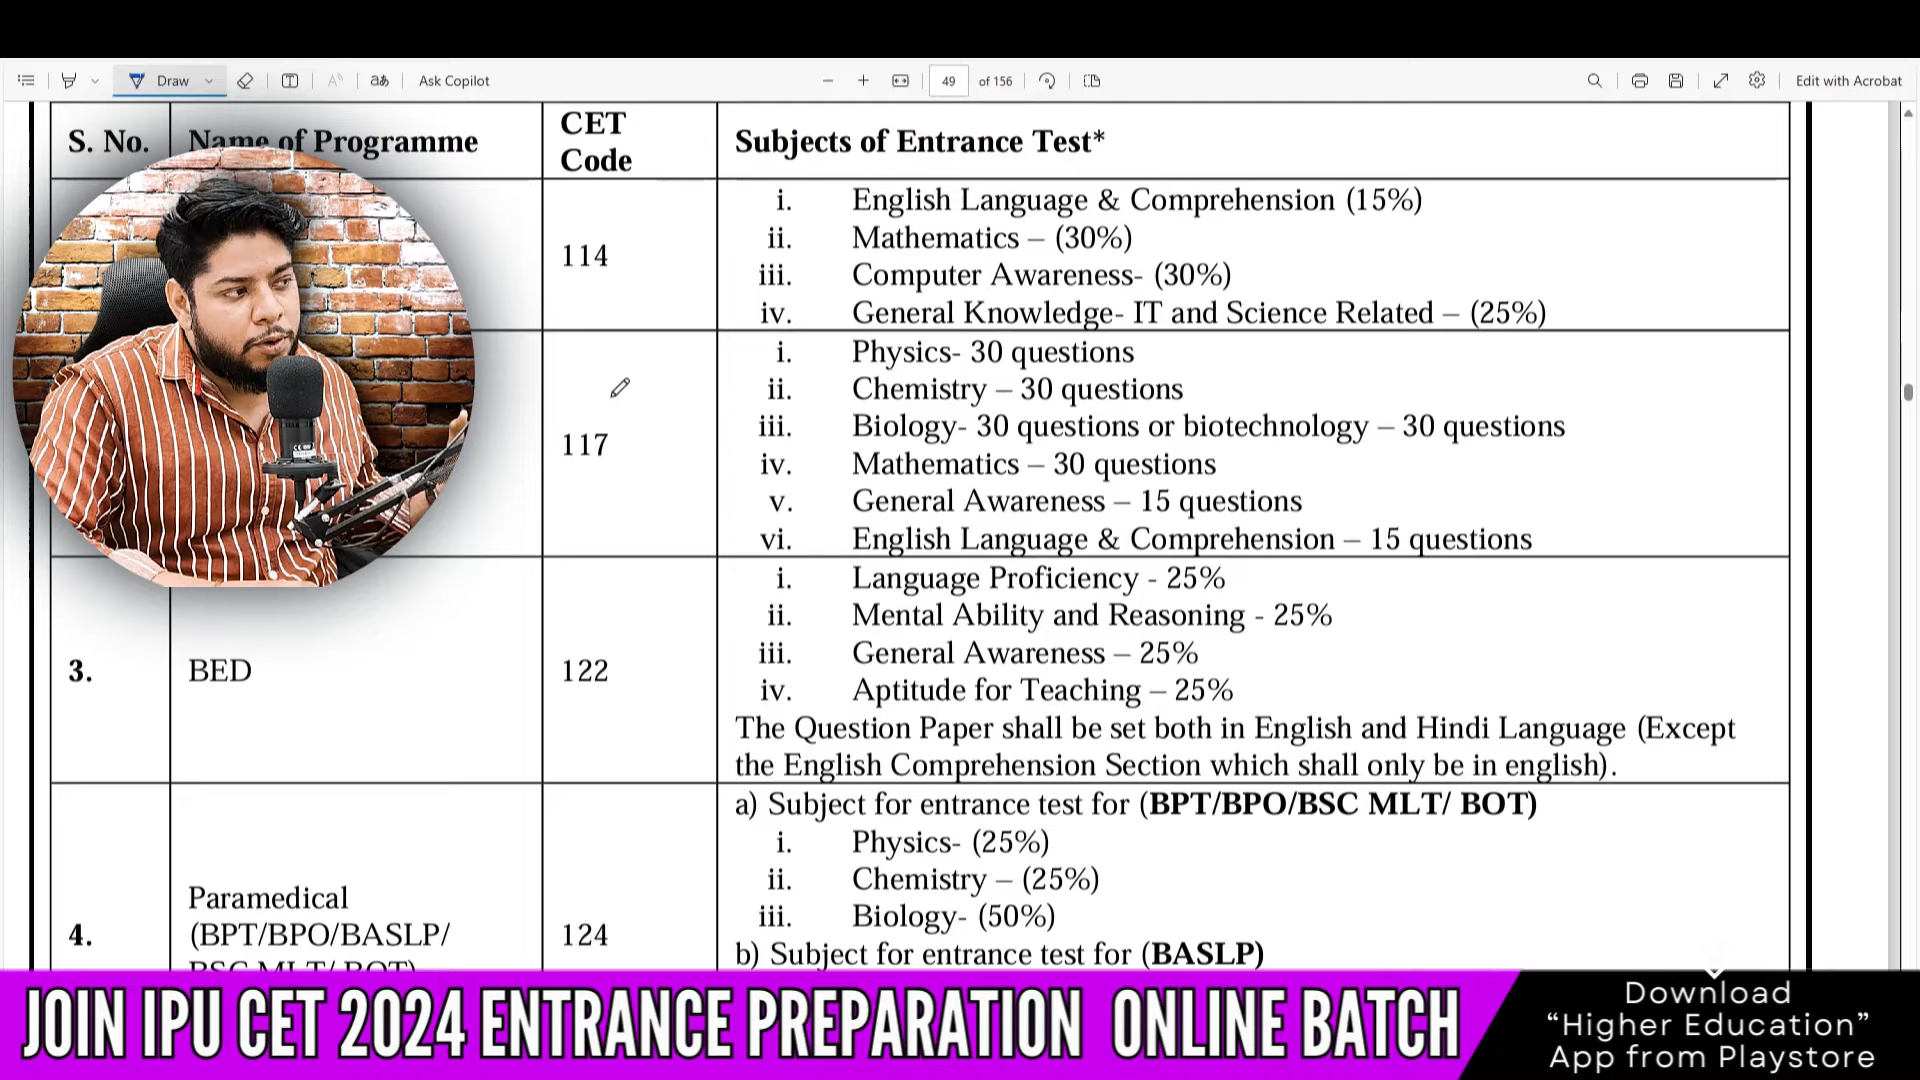 Draw
aあ
Ask Copilot
49 of 156
Edit with Acrobat
S. No. Name of Programme CET Code Subjects of Entrance Test*
114
i. English Language & Comprehension (15%)
ii. Mathematics – (30%)
iii. Computer Awareness- (30%)
iv. General Knowledge- IT and Science Related – (25%)
117
i. Physics- 30 questions
ii. Chemistry – 30 questions
iii. Biology- 30 questions or biotechnology – 30 questions
iv. Mathematics – 30 questions
v. General Awareness – 15 questions
vi. English Language & Comprehension – 15 questions
3. BED 122
i. Language Proficiency - 25%
ii. Mental Ability and Reasoning - 25%
iii. General Awareness – 25%
iv. Aptitude for Teaching – 25%
The Question Paper shall be set both in English and Hindi Language (Except
the English Comprehension Section which shall only be in english).
4.
Paramedical
(BPT/BPO/BASLP/
BSC MLT/ BOT)
124
a) Subject for entrance test for (BPT/BPO/BSC MLT/ BOT)
i. Physics- (25%)
ii. Chemistry – (25%)
iii. Biology- (50%)
b) Subject for entrance test for (BASLP)
JOIN IPU CET 2024 ENTRANCE PREPARATION ONLINE BATCH
Download
“Higher Education”
App from Playstore